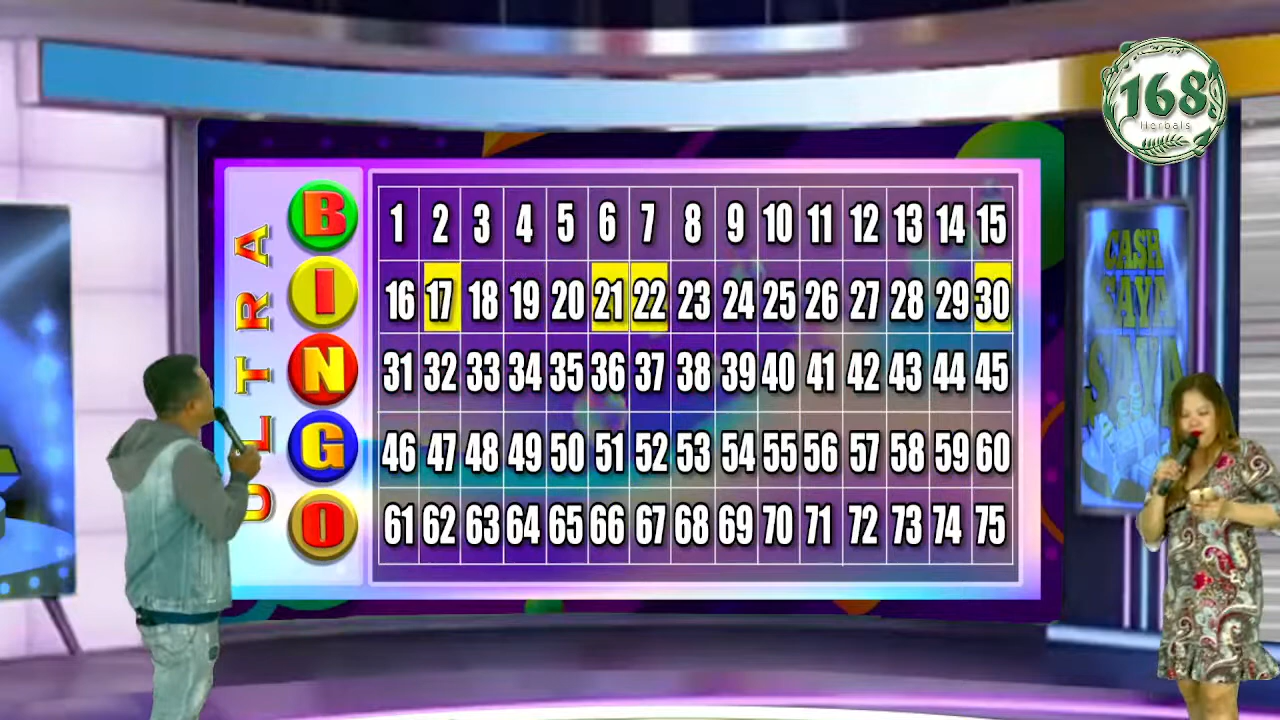 168
Herbals
ULTRA
BINGO
1 2 3 4 5 6 7 8 9 10 11 12 13 14 15
16 17 18 19 20 21 22 23 24 25 26 27 28 29 30
31 32 33 34 35 36 37 38 39 40 41 42 43 44 45
46 47 48 49 50 51 52 53 54 55 56 57 58 59 60
61 62 63 64 65 66 67 68 69 70 71 72 73 74 75
CASH
SAYA
SAYA